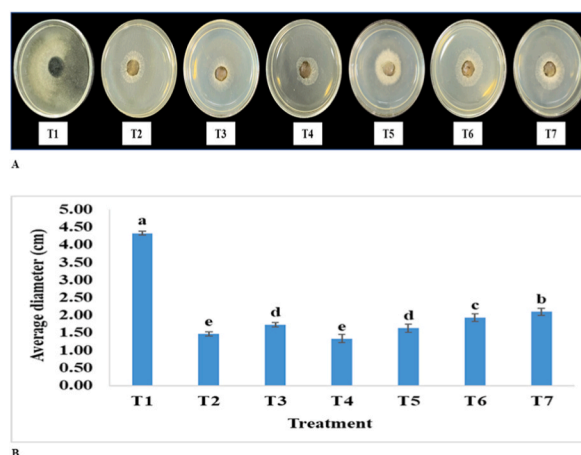 T1 T2 T3 T4 T5 T6 T7
A
5.00
4.50
4.00
3.50
3.00
2.50
2.00
1.50
1.00
0.50
0.00
Average diameter (cm)
a e d e d c b
T1 T2 T3 T4 T5 T6 T7
Treatment
B